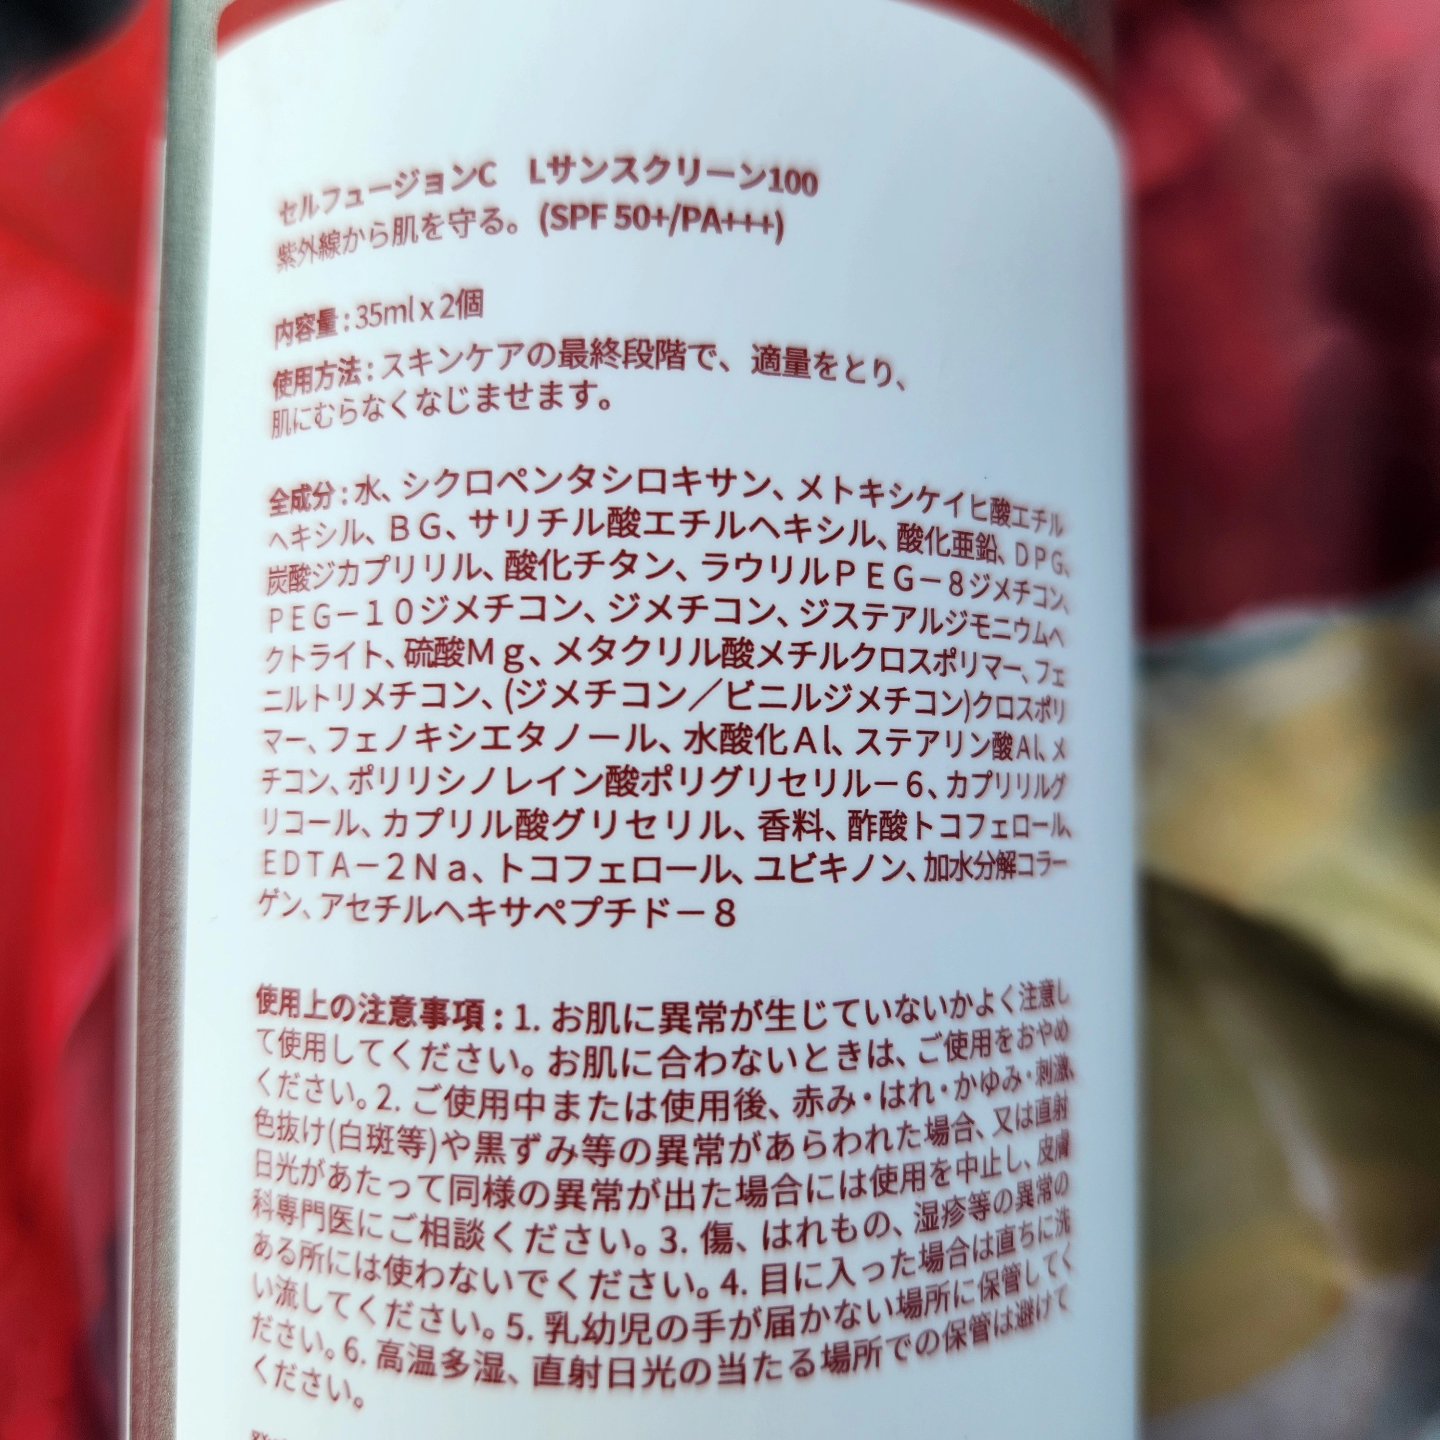 セルフュージョンC　Lサンスクリーン100
紫外線から肌を守る。(SPF 50+/PA+++)
内容量 : 35ml x 2個
使用方法 : スキンケアの最終段階で、適量をとり、
肌にむらなくなじませます。
全成分 : 水、シクロペンタシロキサン、メトキシケイヒ酸エチル
ヘキシル、ＢＧ、サリチル酸エチルヘキシル、酸化亜鉛、ＤＰＧ、
炭酸ジカプリリル、酸化チタン、ラウリルＰＥＧ－８ジメチコン、
ＰＥＧ－１０ジメチコン、ジメチコン、ジステアルジモニウムヘ
クトライト、硫酸Ｍｇ、メタクリル酸メチルクロスポリマー、フェ
ニルトリメチコン、(ジメチコン／ビニルジメチコン)クロスポリ
マー、フェノキシエタノール、水酸化Ａｌ、ステアリン酸Ａｌ、メ
チコン、ポリリシノレイン酸ポリグリセリル－６、カプリリルグ
リコール、カプリル酸グリセリル、香料、酢酸トコフェロール、
ＥＤＴＡ－２Ｎａ、トコフェロール、ユビキノン、加水分解コラー
ゲン、アセチルヘキサペプチド－８
使用上の注意事項 : 1. お肌に異常が生じていないかよく注意し
て使用してください。お肌に合わないときは、ご使用をおやめ
ください。2. ご使用中または使用後、赤み・はれ・かゆみ・刺激、
色抜け(白斑等)や黒ずみ等の異常があらわれた場合、又は直射
日光があたって同様の異常が出た場合には使用を中止し、皮膚
科専門医にご相談ください。3. 傷、はれもの、湿疹等の異常の
ある所には使わないでください。4. 目に入った場合は直ちに洗
い流してください。5. 乳幼児の手が届かない場所に保管してく
ださい。6. 高温多湿、直射日光の当たる場所での保管は避けて
ください。